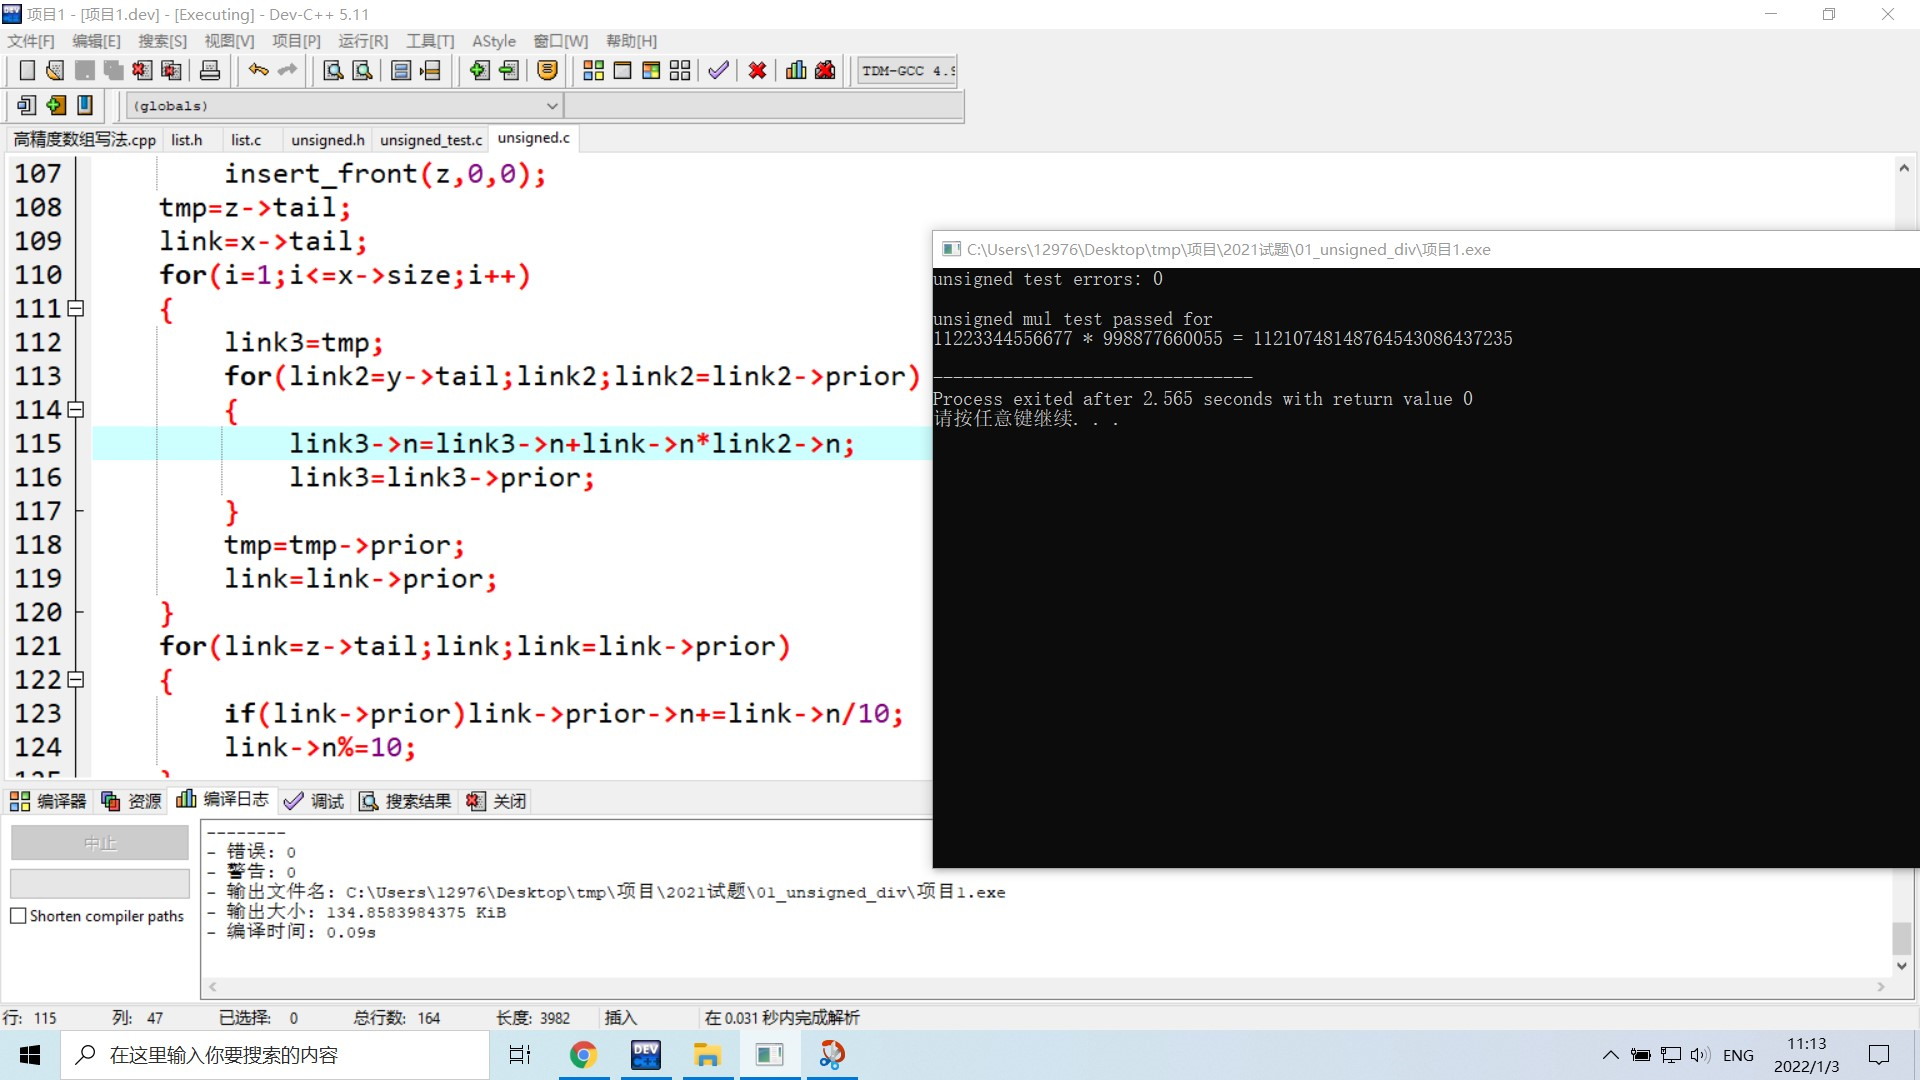 项目1 - [项目1.dev] - [Executing] - Dev-C++ 5.11
文件[F] 编辑[E] 搜索[S] 视图[V] 项目[P] 运行[R] 工具[T] AStyle 窗口[W] 帮助[H]
TDM-GCC 4.9
(globals)
高精度数组写法.cpp list.h list.c unsigned.h unsigned_test.c unsigned.c
107 insert_front(z,0,0);
108 tmp=z->tail;
109 link=x->tail;
110 for(i=1;i<=x->size;i++)
111 {
112 link3=tmp;
113 for(link2=y->tail;link2;link2=link2->prior)
114 {
115 link3->n=link3->n+link->n*link2->n;
116 link3=link3->prior;
117 }
118 tmp=tmp->prior;
119 link=link->prior;
120 }
121 for(link=z->tail;link;link=link->prior)
122 {
123 if(link->prior)link->prior->n+=link->n/10;
124 link->n%=10;
125 }
C:\Users\12976\Desktop\tmp\项目\2021试题\01_unsigned_div\项目1.exe
unsigned test errors: 0
unsigned mul test passed for
11223344556677 * 998877660055 = 11210748148764543086437235
--------------------------------
Process exited after 2.565 seconds with return value 0
请按任意键继续. . .
编译器 资源 编译日志 调试 搜索结果 关闭
中止
Shorten compiler paths
--------
- 错误: 0
- 警告: 0
- 输出文件名: C:\Users\12976\Desktop\tmp\项目\2021试题\01_unsigned_div\项目1.exe
- 输出大小: 134.8583984375 KiB
- 编译时间: 0.09s
行: 115 列: 47 已选择: 0 总行数: 164 长度: 3982 插入 在 0.031 秒内完成解析
在这里输入你要搜索的内容
DEV C++
ENG
11:13
2022/1/3